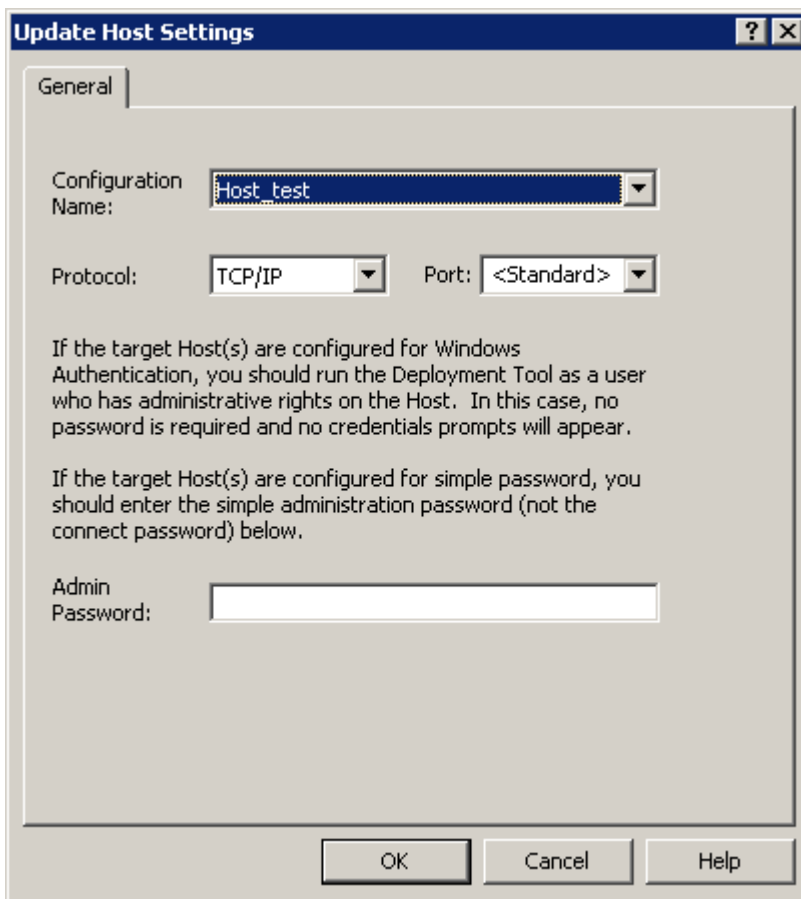 Update Host Settings
General
Configuration
Name:
Host_test
Protocol:
TCP/IP
Port:
<Standard>
If the target Host(s) are configured for Windows
Authentication, you should run the Deployment Tool as a user
who has administrative rights on the Host.  In this case, no
password is required and no credentials prompts will appear.
If the target Host(s) are configured for simple password, you
should enter the simple administration password (not the
connect password) below.
Admin
Password:
OK
Cancel
Help